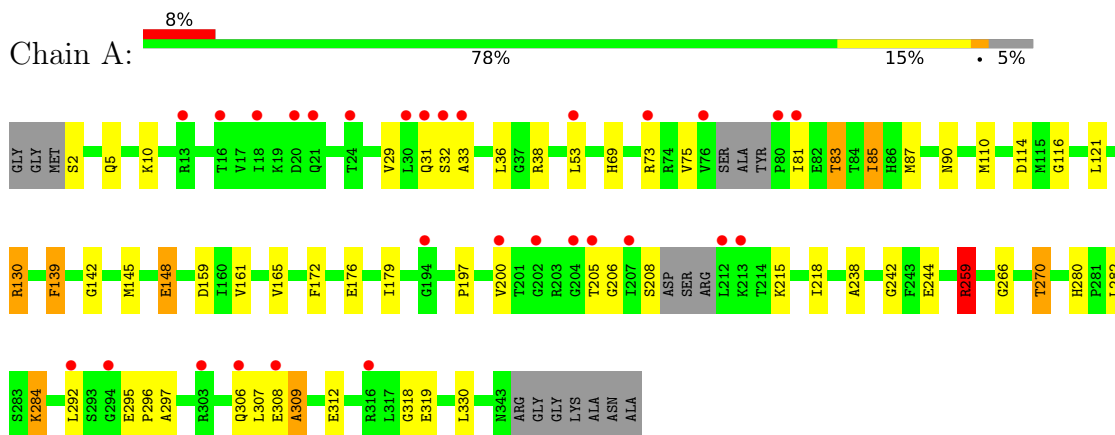 8%
Chain A:
78% 15% • 5%
GLY GLY MET S2 Q5 K10 R13 T16 V17 I18 K19 D20 Q21 T24 V29 L30 Q31 S32 A33 L36 G37 R38 L53 H69 R73 R74 V75 V76 SER ALA TYR P80 I81 E82 T83 T84 I85 H86 M87 N90 M110 D114 M115 G116 L121
R130 F139 G142 M145 E148 D159 I160 V161 V165 F172 E176 I179 G194 P197 V200 T201 G202 R203 G204 T205 G206 I207 S208 ASP SER ARG L212 K213 T214 K215 I218 A238 G242 F243 E244 R259 G266 T270 H280 P281 L282
S283 K284 L292 S293 G294 E295 P296 A297 R303 Q306 L307 E308 A309 E312 R316 L317 G318 E319 L330 N343 ARG GLY GLY LYS ALA ASN ALA